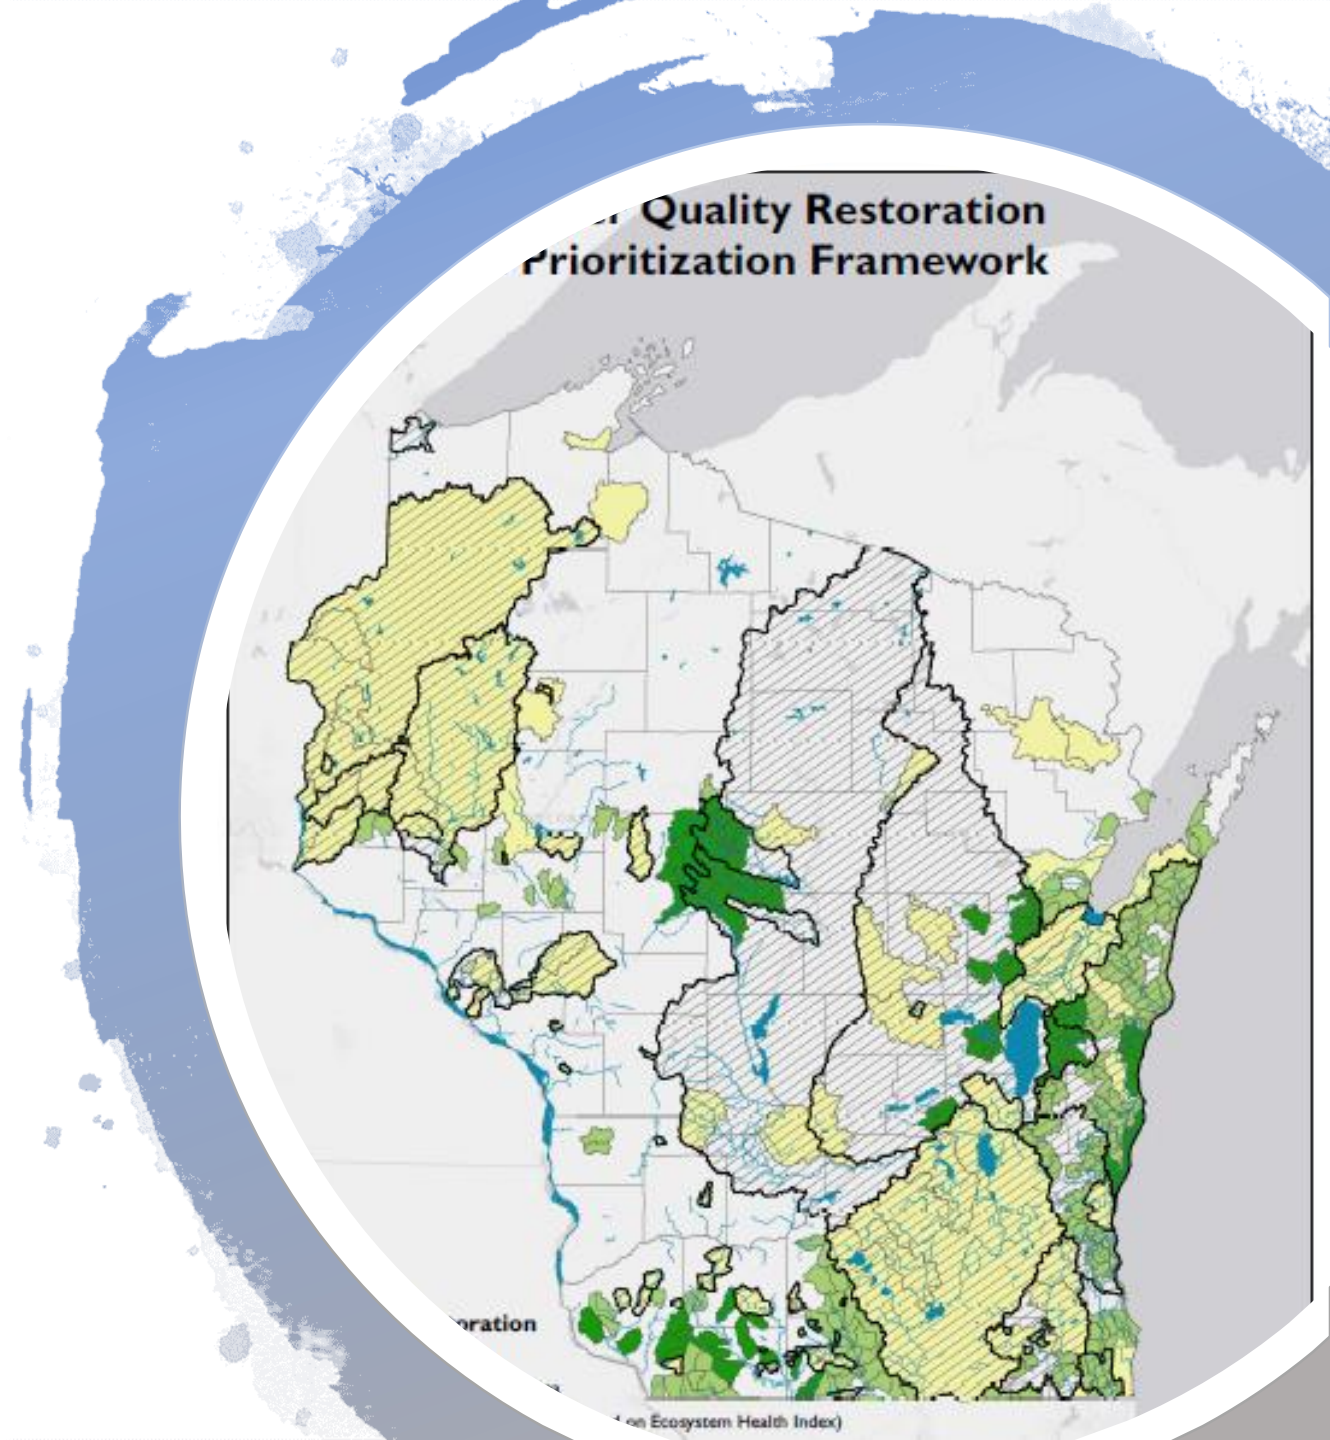 Quality Restoration
Prioritization Framework
oration
on Ecosystem Health Index)